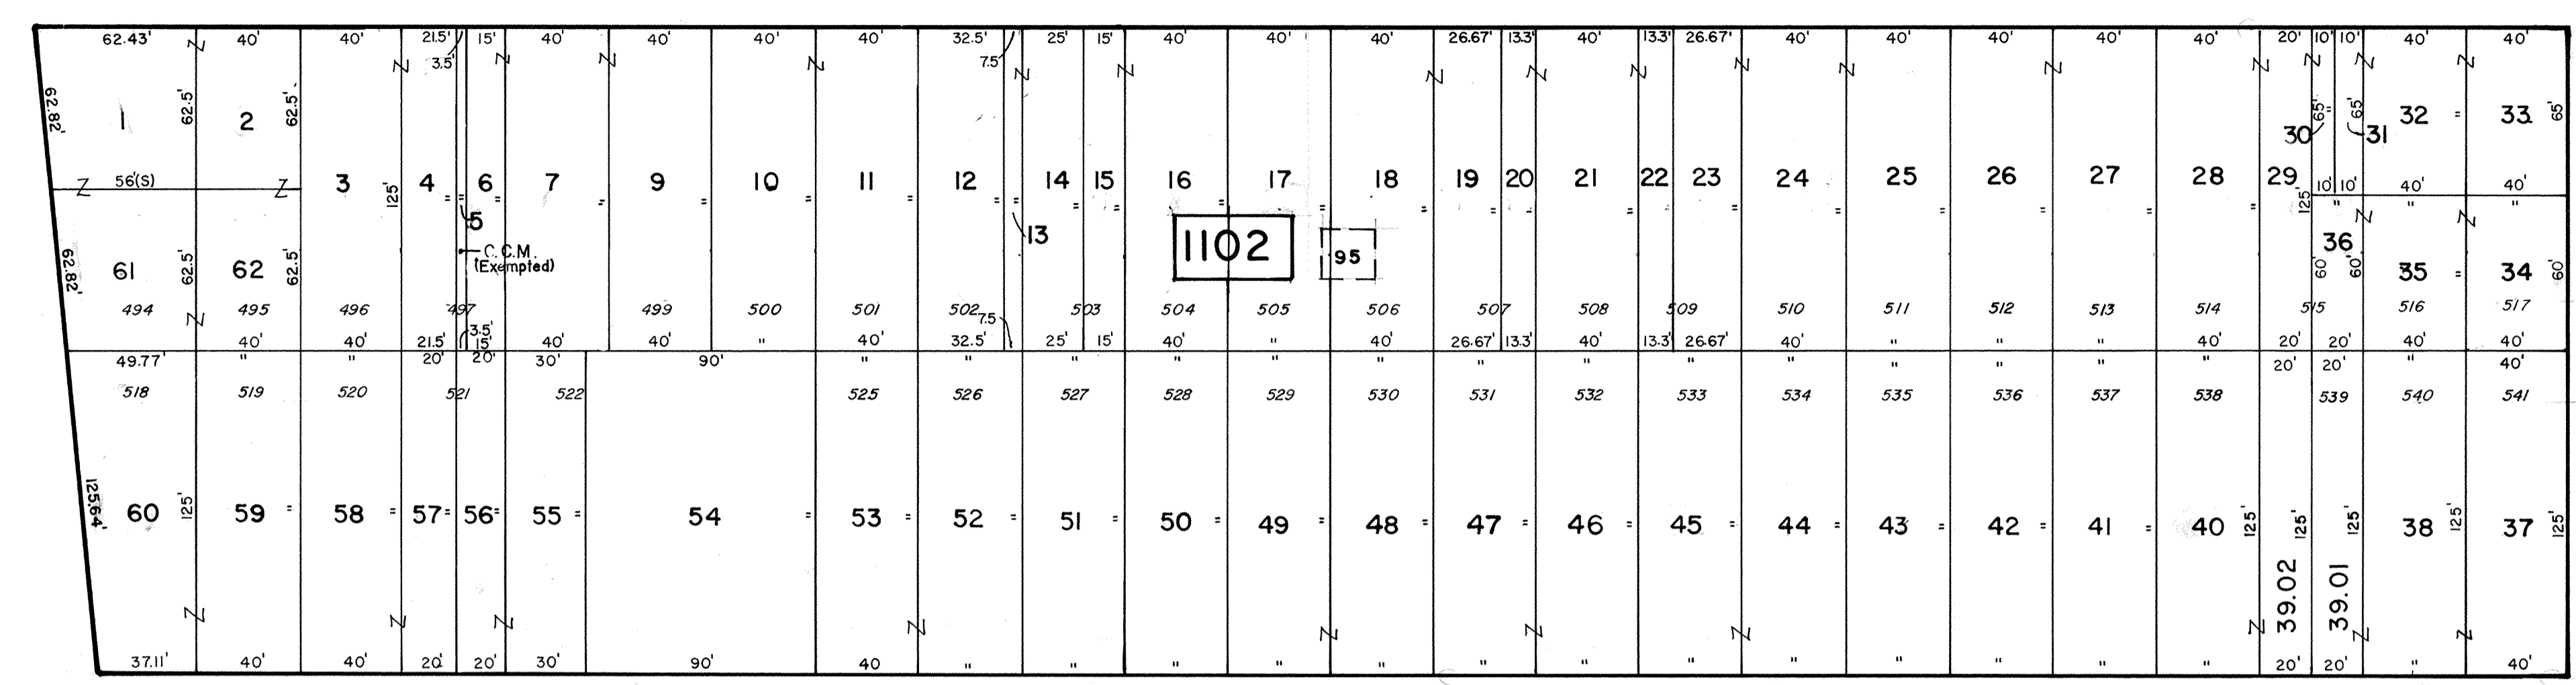 62.43' 40' 40' 21.5' 15' 40' 40' 40' 40' 32.5' 25' 15' 40' 40' 40' 26.67' 13.3' 40' 13.3' 26.67' 40' 40' 40' 40' 40' 20' 10' 10' 40' 40'
3.5' 7.5'
62.82' 1 62.5' 2 62.5' 65' 65' 32 = 33 65'
30 31
56'(S) 3 125' 4 = = 6 = 7 = 9 = 10 = 11 = 12 = = 14 = 15 = 16 = 17 = 18 = 19 = 20 = 21 = 22 23 = 24 = 25 = 26 = 27 = 28 = 29 125' 10' 10' 40' 40'
" " "
5 13
C.C.M.
(Exempted)
1102 95
62.82' 61 62.5' 62 62.5' 36 60' 60' 35 = 34 60'
494 495 496 497 499 500 501 502 503 504 505 506 507 508 509 510 511 512 513 514 515 516 517
3.5' 7.5
40' 40' 21.5' 15' 40' 40' " 40' 32.5' 25' 15' 40' " 40' 26.67' 13.3' 40' 13.3' 26.67' 40' " " " 40' 20' 20' 40' 40'
49.77' " " 20' 20' 30' 90' " " " " " " " " " " " " " " 20' 20' " 40'
518 519 520 521 522 525 526 527 528 529 530 531 532 533 534 535 536 537 538 539 540 541
125.64' 60 125' 59 = 58 = 57 = 56 = 55 = 54 = 53 = 52 = 51 = 50 = 49 = 48 = 47 = 46 = 45 = 44 = 43 = 42 = 41 = 40 125' 125' 125' 38 125' 37 125'
39.02 39.01
37.11' 40' 40' 20' 20' 30' 90' 40 " " " " " " " " " " " " " 20' 20' " 40'